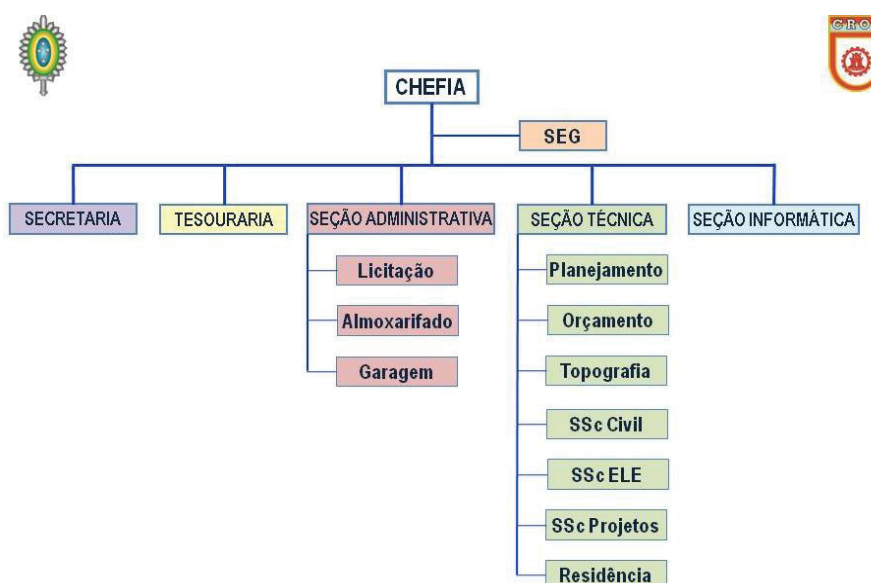 CRO
CHEFIA
SEG
SECRETARIA
TESOURARIA
SEÇÃO ADMINISTRATIVA
SEÇÃO TÉCNICA
SEÇÃO INFORMÁTICA
Licitação
Almoxarifado
Garagem
Planejamento
Orçamento
Topografia
SSc Civil
SSc ELE
SSc Projetos
Residência